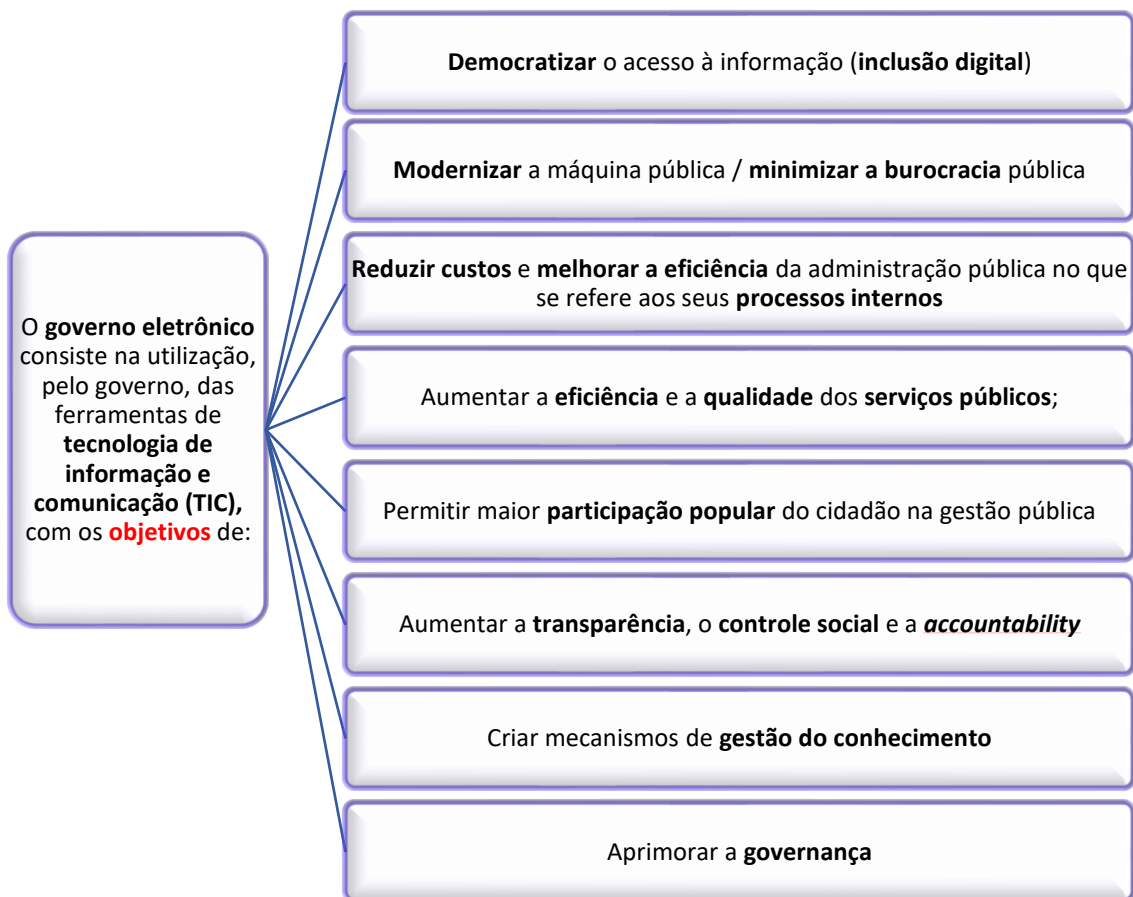 O governo eletrônico
consiste na utilização,
pelo governo, das
ferramentas de
tecnologia de
informação e
comunicação (TIC),
com os objetivos de:
Democratizar o acesso à informação (inclusão digital)
Modernizar a máquina pública / minimizar a burocracia pública
Reduzir custos e melhorar a eficiência da administração pública no que
se refere aos seus processos internos
Aumentar a eficiência e a qualidade dos serviços públicos;
Permitir maior participação popular do cidadão na gestão pública
Aumentar a transparência, o controle social e a accountability
Criar mecanismos de gestão do conhecimento
Aprimorar a governança